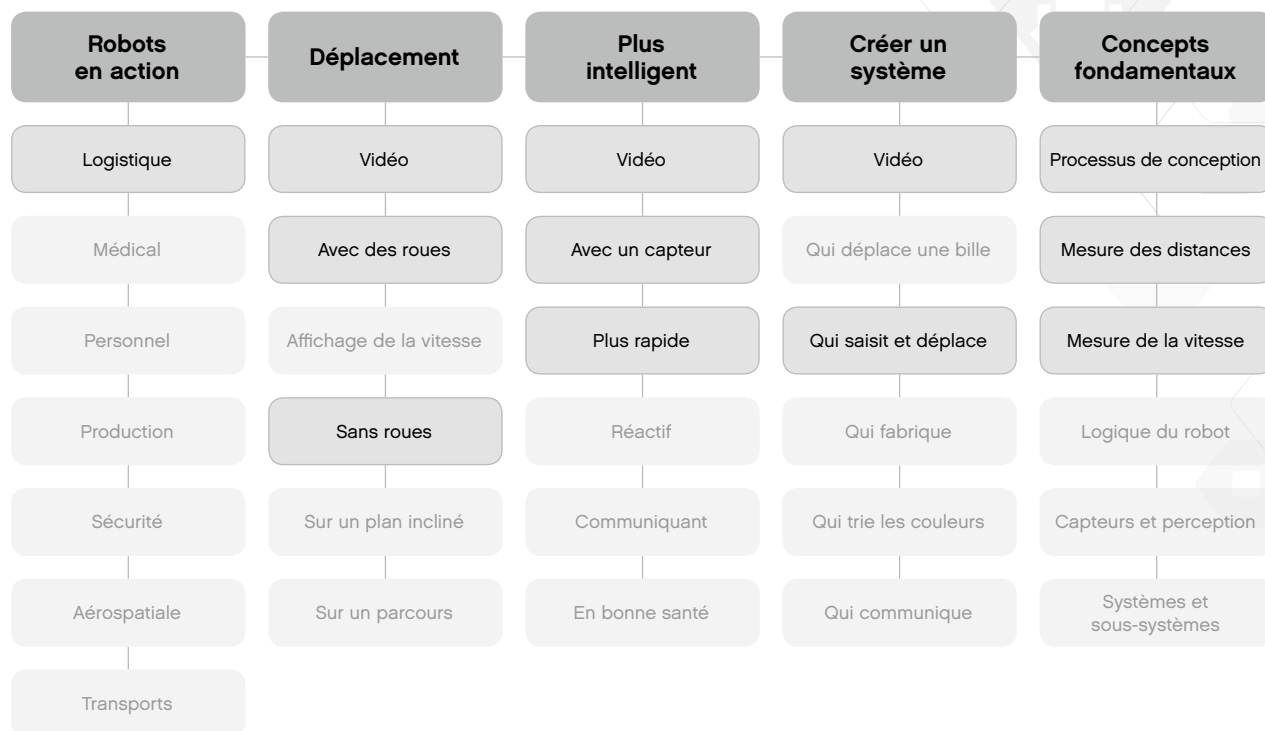 Robots
en action
Déplacement
Plus
intelligent
Créer un
système
Concepts
fondamentaux
Logistique
Vidéo
Vidéo
Vidéo
Processus de conception
Médical
Avec des roues
Avec un capteur
Qui déplace une bille
Mesure des distances
Personnel
Affichage de la vitesse
Plus rapide
Qui saisit et déplace
Mesure de la vitesse
Production
Sans roues
Réactif
Qui fabrique
Logique du robot
Sécurité
Sur un plan incliné
Communiquant
Qui trie les couleurs
Capteurs et perception
Aérospatiale
Sur un parcours
En bonne santé
Qui communique
Systèmes et
sous-systèmes
Transports